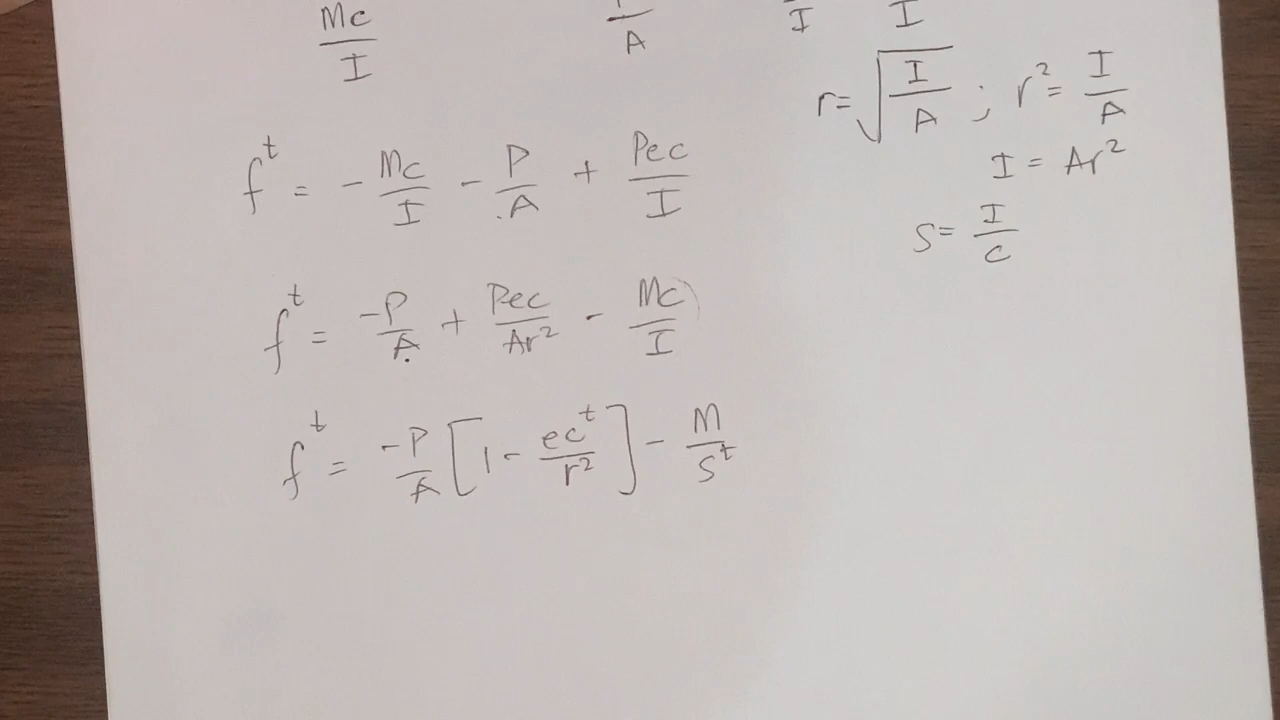 Mc/I /A I I
r = √(I/A) ; r² = I/A
f^t = - Mc/I - P/A + Pec/I
I = Ar²
S = I/c
f^t = -P/A + Pec/Ar² - Mc/I
f^t = -P/A [1 - ec^t/r²] - M/S^t